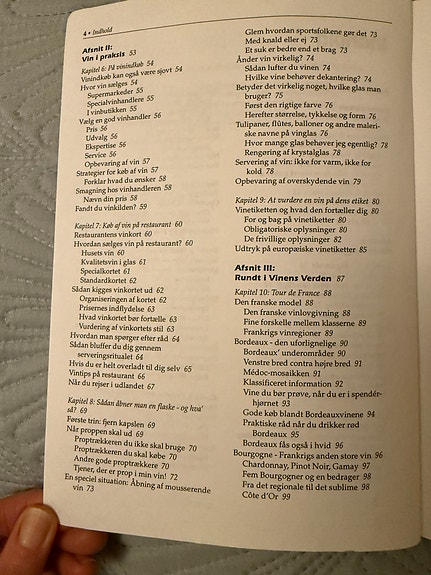 4 • Indhold
Afsnit II:
Vin i praksis 53
Kapitel 6: På vinindkøb 54
Vinindkøb kan også være sjovt 54
Hvor vin sælges 54
Supermarkeder 55
Specialvinhandlere 55
I vinbutikken 55
Vælg en god vinhandler 56
Pris 56
Udvalg 56
Ekspertise 56
Service 56
Opbevaring af vin 57
Strategier for køb af vin 57
Forklar hvad du ønsker 58
Smagning hos vinhandleren 58
Nævn din pris 58
Fandt du vinkilden? 59
Kapitel 7: Køb af vin på restaurant 60
Restaurantens vinkort 60
Hvordan sælges vin på restaurant? 60
Husets vin 60
Kvalitetsvin i glas 61
Specialkortet 61
Standardkortet 62
Sådan kigges vinkortet ud 62
Organiseringen af kortet 62
Prisernes indflydelse 63
Hvad vinkortet bør fortælle 63
Vurdering af vinkortets stil 63
Hvordan man spørger efter råd 64
Sådan bluffer du dig gennem
serveringsritualet 64
Hvis du er helt overladt til dig selv 65
Vintips på restaurant 66
Når du rejser i udlandet 67
Kapitel 8: Sådan åbner man en flaske - og hva'
så? 69
Første trin: fjern kapslen 69
Når proppen skal ud 69
Proptrækkeren du ikke skal bruge 70
Proptrækkeren du skal købe 70
Andre gode proptrækkere 70
Tjener, der er prop i min vin! 72
En speciel situation: Åbning af mousserende
vin 73
Glem hvordan sportsfolkene gør det 73
Med knald eller ej 73
Et suk er bedre end et brag 73
Ånder vin virkelig? 74
Sådan lufter du vinen 74
Hvilke vine behøver dekantering? 74
Betyder det virkelig noget, hvilke glas man
bruger? 75
Først den rigtige farve 76
Herefter størrelse, tykkelse og form 76
Tulipaner, flûtes, balloner og andre maleri-
ske navne på vinglas 76
Hvor mange glas behøver jeg egentlig? 78
Rengøring af krystalglas 78
Servering af vin: ikke for varm, ikke for
kold 78
Opbevaring af overskydende vin 79
Kapitel 9: At vurdere en vin på dens etiket 80
Vinetiketten og hvad den fortæller dig 80
For og bag på vinetiketten 80
Obligatoriske oplysninger 80
De frivillige oplysninger 82
Udtryk på europæiske vinetiketter 85
Afsnit III:
Rundt i Vinens Verden 87
Kapitel 10: Tour de France 88
Den franske model 88
Den franske vinlovgivning 88
Fine forskelle mellem klasserne 89
Frankrigs vinregioner 89
Bordeaux - den uforlignelige 90
Bordeaux' underområder 90
Venstre bred contra højre bred 91
Médoc-mosaikken 91
Klassificeret information 92
Vine du bør prøve, når du er i spendér-
hjørnet 93
Gode køb blandt Bordeauxvinene 94
Praktiske råd når du drikker rød
Bordeaux 95
Bordeaux fås også i hvid 96
Bourgogne - Frankrigs anden store vin 96
Chardonnay, Pinot Noir, Gamay 97
Fem Bourgogner og en bedrager 98
Fra det regionale til det sublime 98
Côte d'Or 99